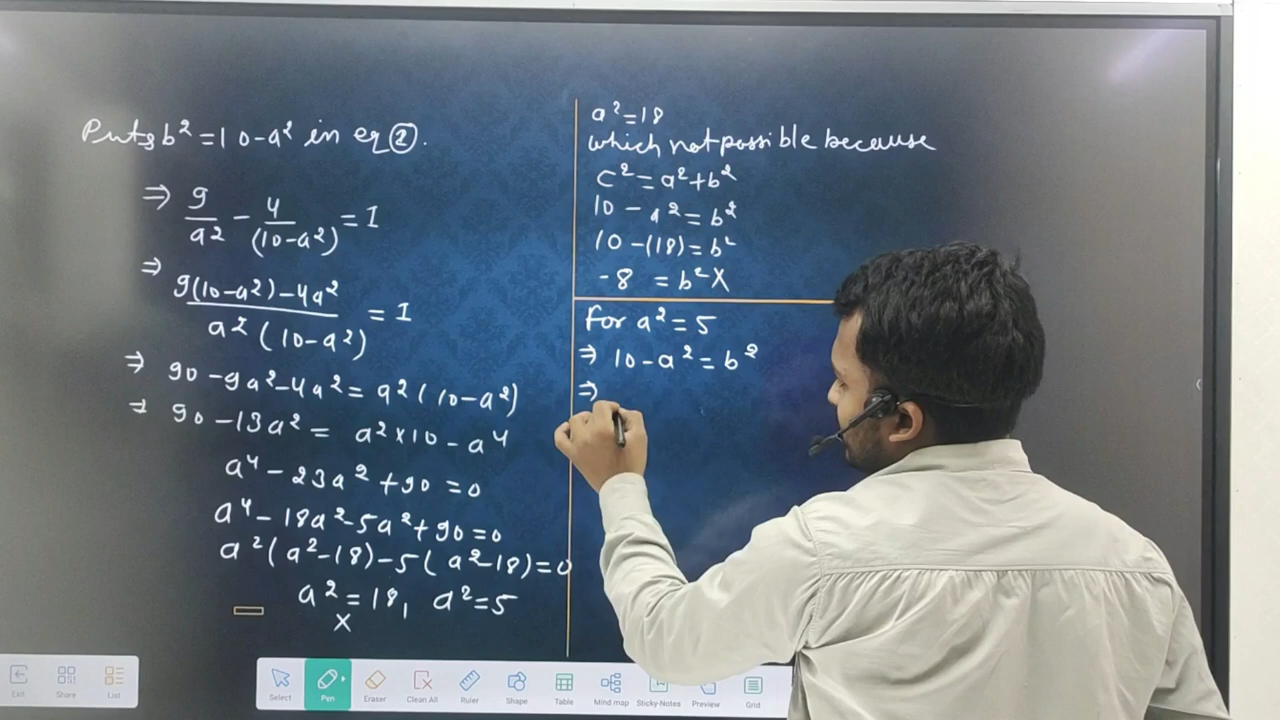 Puts b² = 10-a² in eq ②.
⇒ 9/a² - 4/(10-a²) = 1
⇒ 9(10-a²)-4a² / a²(10-a²) = 1
⇒ 90-9a²-4a² = a²(10-a²)
⇒ 90-13a² = a²×10-a⁴
a⁴-23a²+90=0
a⁴-18a²-5a²+90=0
a²(a²-18)-5(a²-18)=0
a²=18, a²=5
X
a²=18
which not possible because
c²=a²+b²
10-a²=b²
10-(18)=b²
-8 = b² X
for a²=5
⇒ 10-a²=b²
⇒
Exit
Share
List
Select
Pen
Eraser
Clean All
Ruler
Shape
Table
Mind map
Sticky-Notes
Preview
Grid